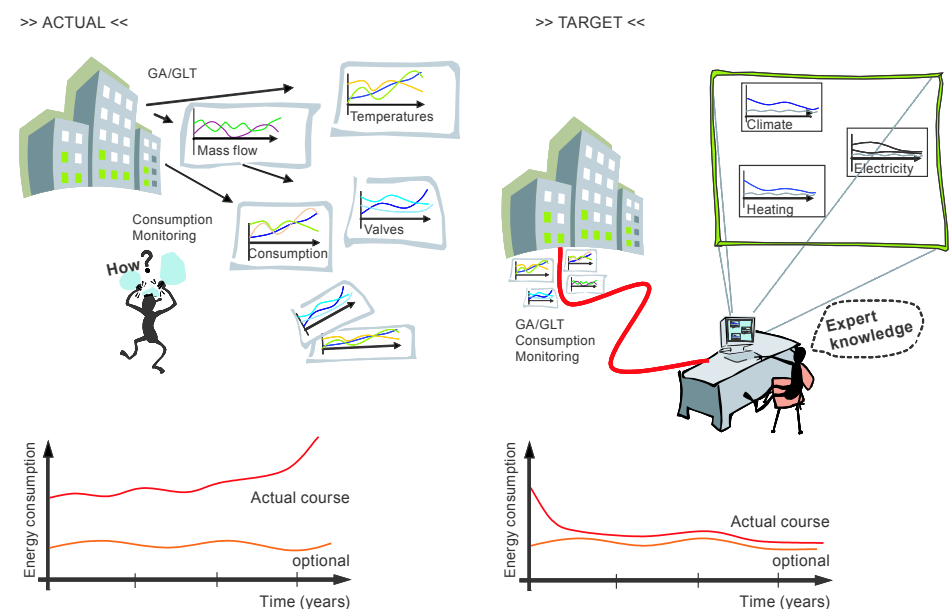 >> ACTUAL <<
GA/GLT
Temperatures
Mass flow
Consumption
Monitoring
Valves
Consumption
How?
Energy consumption
Actual course
optional
Time (years)
>> TARGET <<
Climate
Electricity
Heating
GA/GLT
Consumption
Monitoring
Expert
knowledge
Energy consumption
Actual course
optional
Time (years)